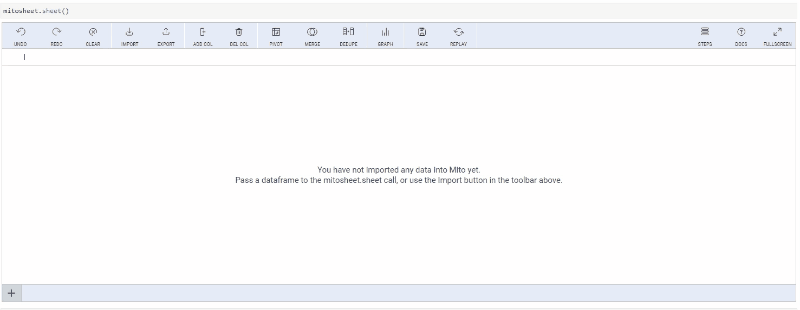 mitosheet.sheet()
UNDO REDO CLEAR IMPORT EXPORT ADD COL DEL COL PIVOT MERGE DEDUPE GRAPH SAVE REPLAY STEPS DOCS FULLSCREEN
You have not imported any data into Mito yet.
Pass a dataframe to the mitosheet.sheet call, or use the Import button in the toolbar above.
+